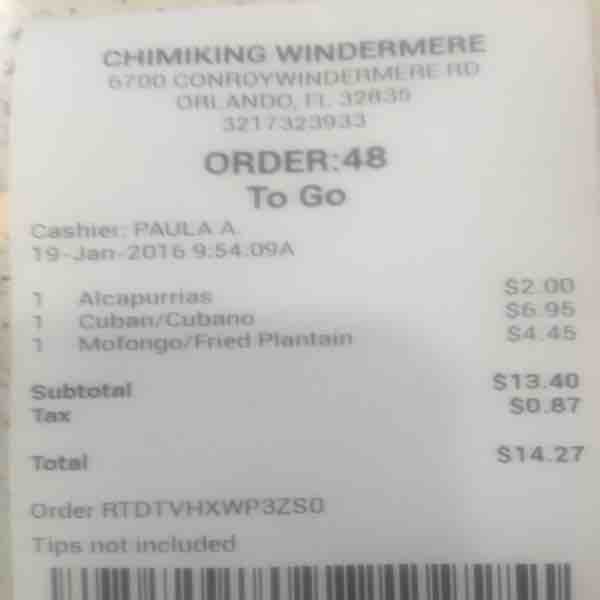 CHIMIKING WINDERMERE
6700 CONROYWINDERMERE RD
ORLANDO, FL 32835
3217323933
ORDER:48
To Go
Cashier: PAULA A.
19-Jan-2016 9:54:09A
1 Alcapurrias $2.00
1 Cuban/Cubano $6.95
1 Mofongo/Fried Plantain $4.45
Subtotal $13.40
Tax $0.87
Total $14.27
Order RTDTVHXWP3ZS0
Tips not included